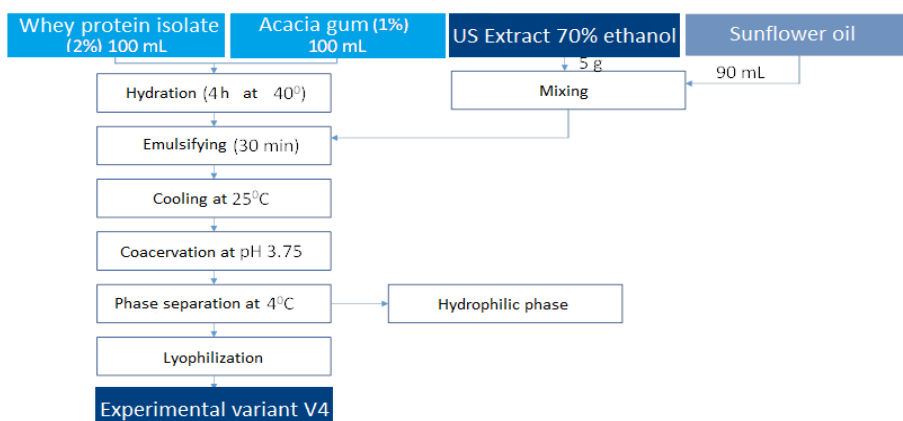 Whey protein isolate
(2%) 100 mL
Acacia gum (1%)
100 mL
US Extract 70% ethanol
Sunflower oil
5 g
90 mL
Hydration (4h at 40⁰)
Mixing
Emulsifying (30 min)
Cooling at 25⁰C
Coacervation at pH 3.75
Phase separation at 4⁰C
Hydrophilic phase
Lyophilization
Experimental variant V4